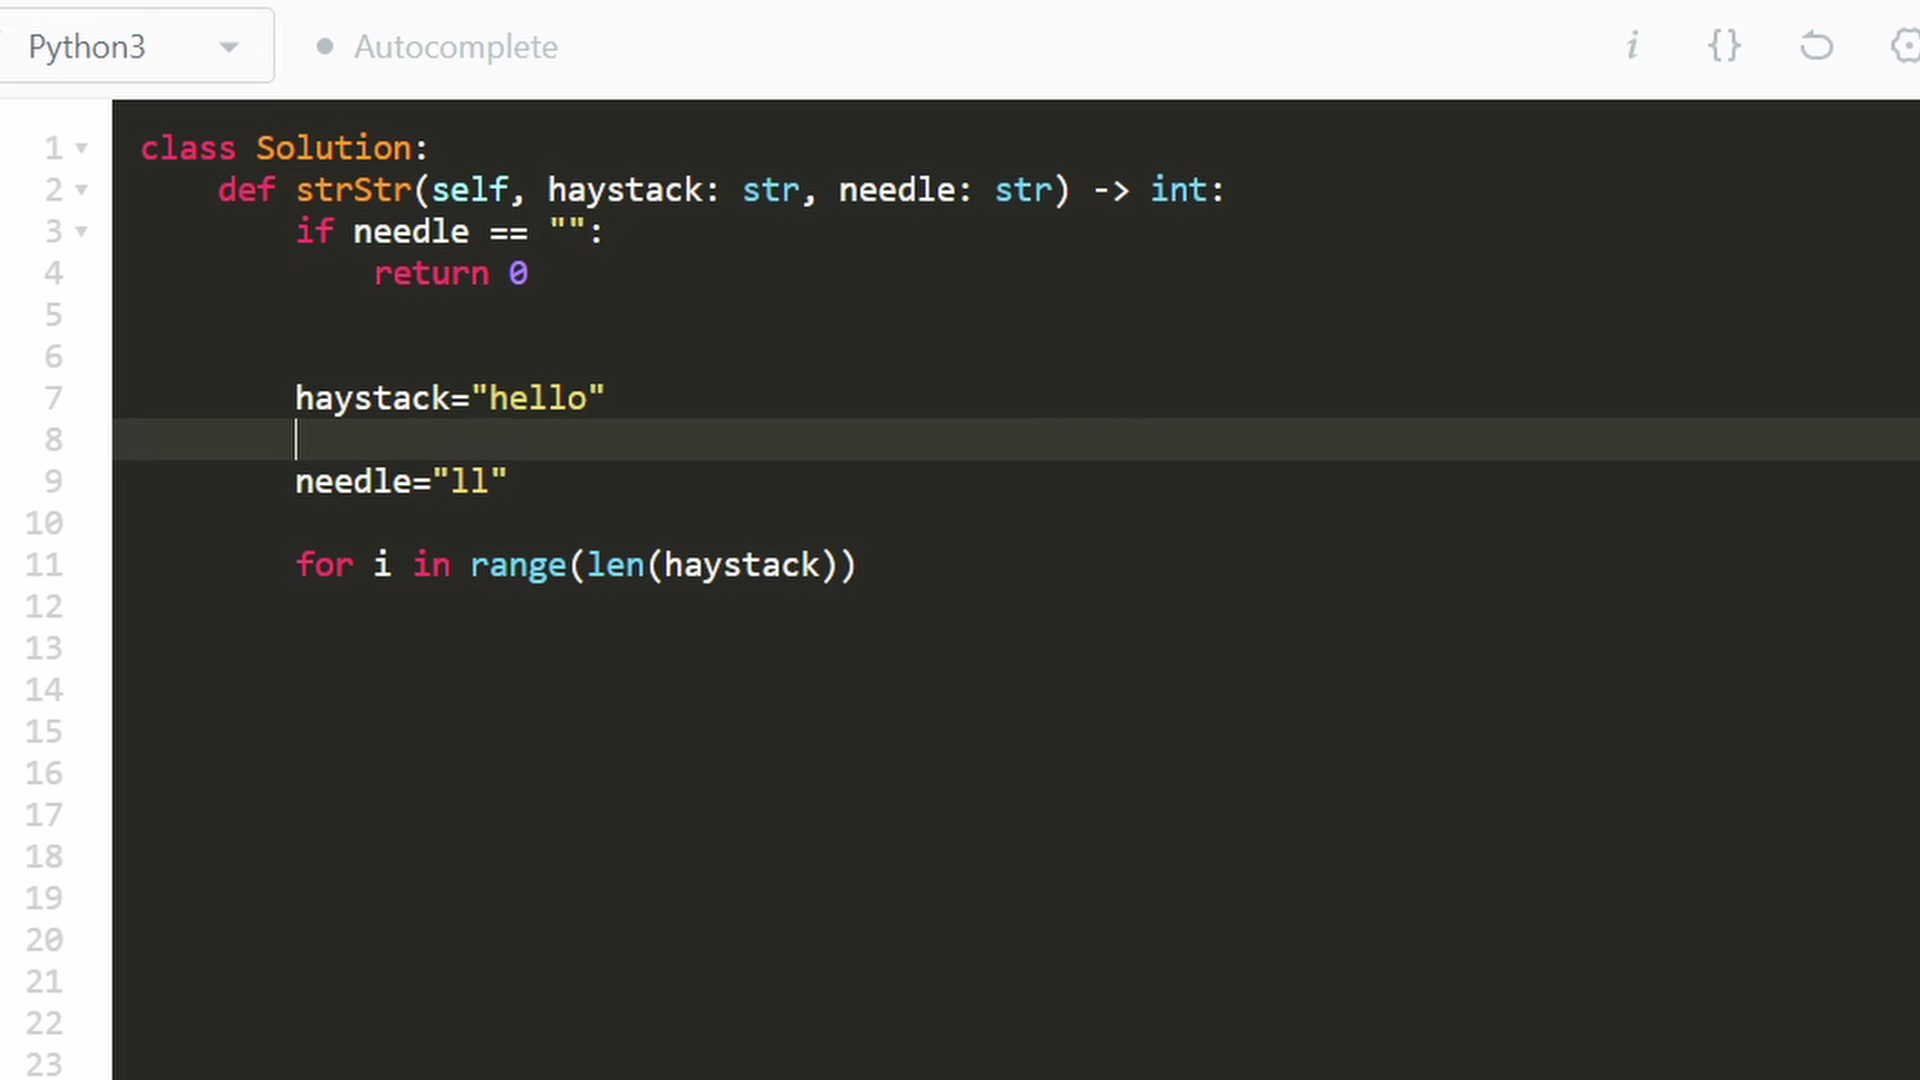 Python3 Autocomplete i {}
1 class Solution:
2 def strStr(self, haystack: str, needle: str) -> int:
3 if needle == "":
4 return 0
5
6
7 haystack="hello"
8
9 needle="ll"
10
11 for i in range(len(haystack))
12
13
14
15
16
17
18
19
20
21
22
23